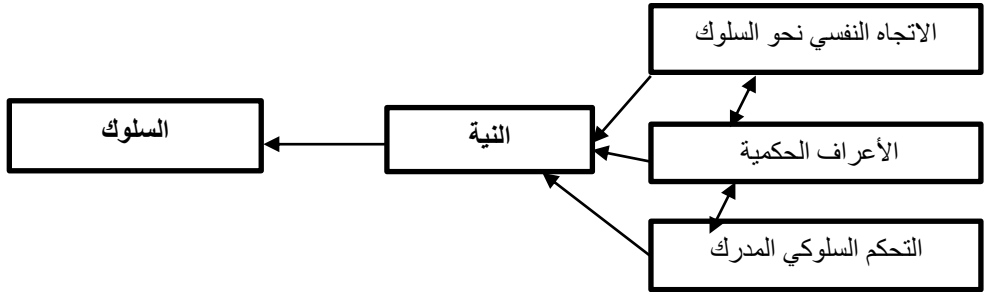 الاتجاه النفسي نحو السلوك
الأعراف الحكمية
التحكم السلوكي المدرك
النية
السلوك